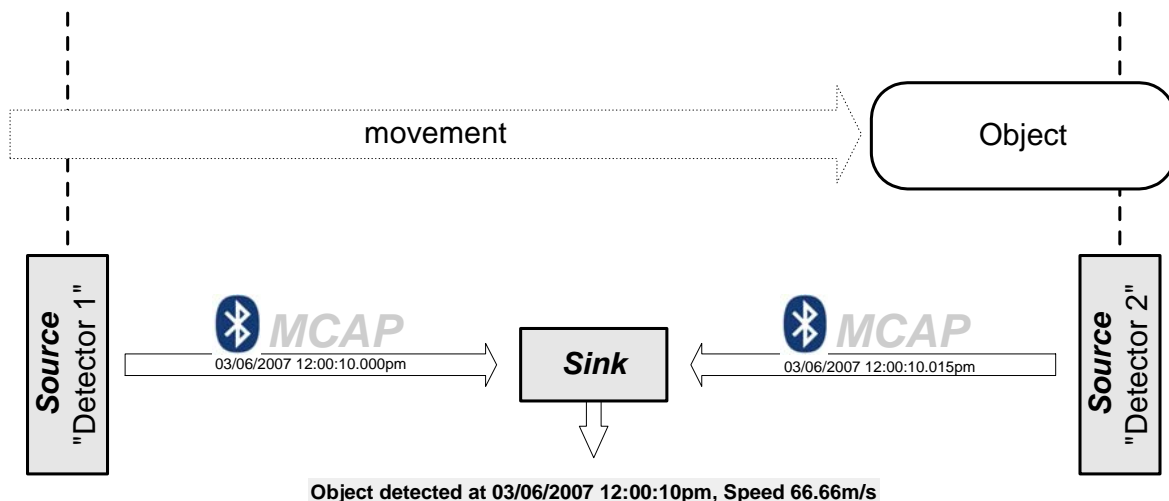 movement
Object
Source
"Detector 1"
MCAP
03/06/2007 12:00:10.000pm
Sink
MCAP
03/06/2007 12:00:10.015pm
Source
"Detector 2"
Object detected at 03/06/2007 12:00:10pm, Speed 66.66m/s